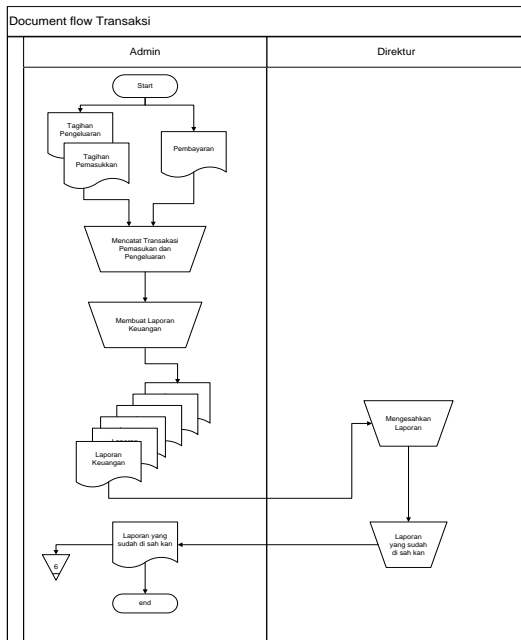 Document flow Transaksi
Admin
Direktur
Start
Tagihan
Pengeluaran
Tagihan
Pemasukkan
Pembayaran
Mencatat Transakasi
Pemasukan dan
Pengeluaran
Membuat Laporan
Keuangan
Laporan
Keuangan
Mengesahkan
Laporan
Laporan yang
sudah di sah kan
Laporan
yang sudah
di sah kan
6
end